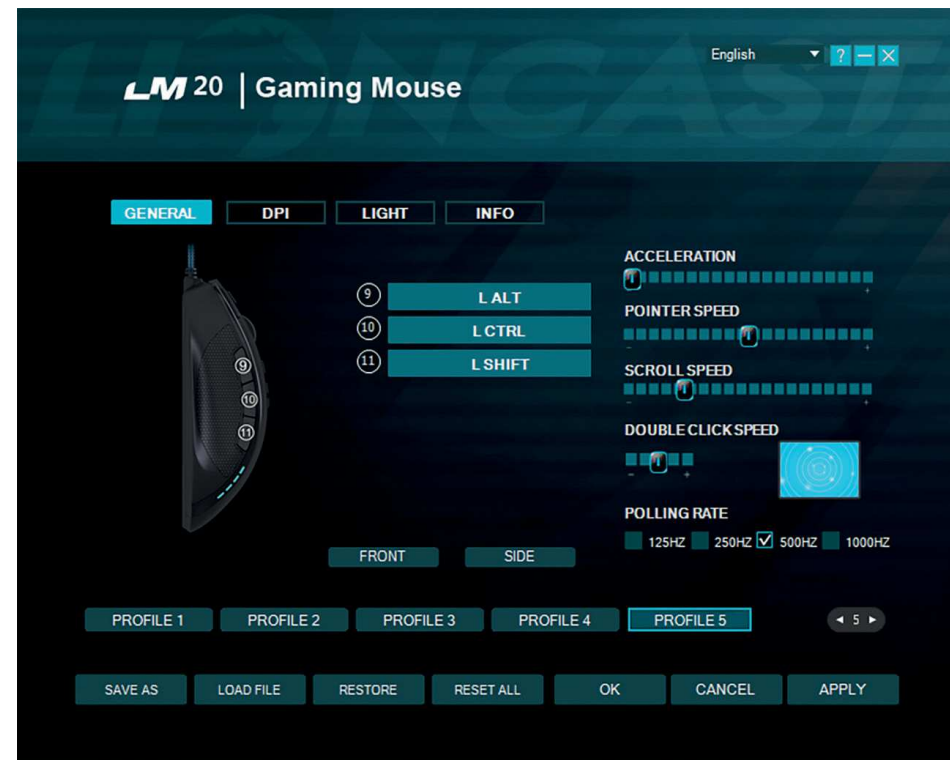 LIONCAST
English ?
LM 20 | Gaming Mouse
GENERAL DPI LIGHT INFO
9 L ALT
10 L CTRL
11 L SHIFT
9
10
11
FRONT SIDE
ACCELERATION
- +
POINTER SPEED
- +
SCROLL SPEED
- +
DOUBLE CLICK SPEED
- +
POLLING RATE
125HZ 250HZ 500HZ 1000HZ
PROFILE 1 PROFILE 2 PROFILE 3 PROFILE 4 PROFILE 5 5
SAVE AS LOAD FILE RESTORE RESET ALL OK CANCEL APPLY